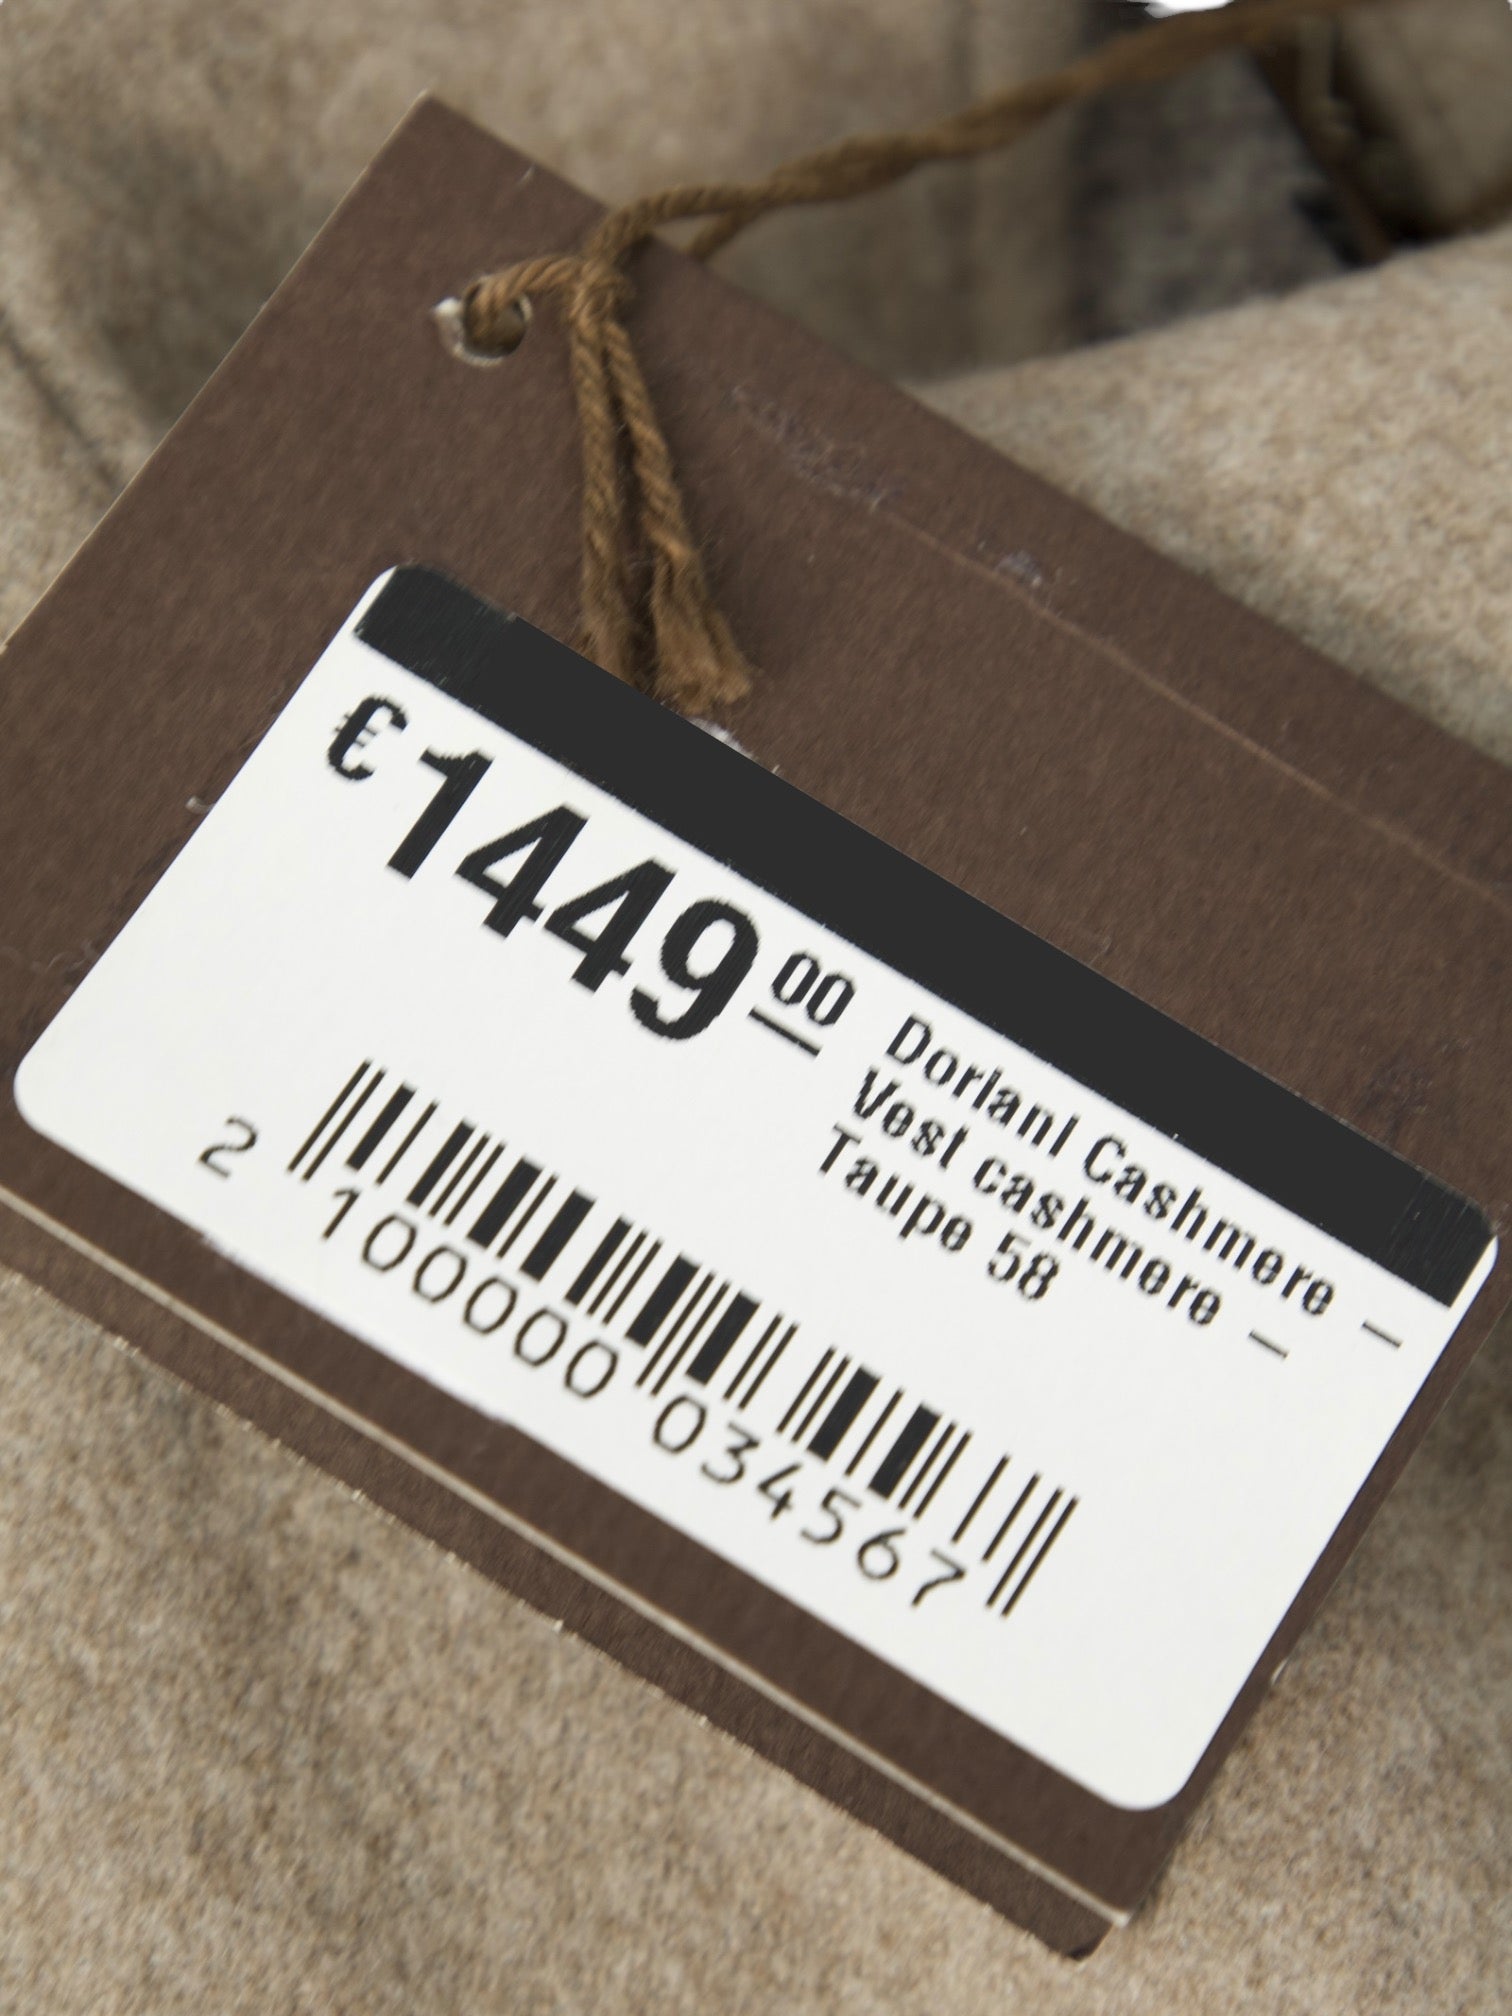 € 1449 00
Doriani Cashmere –
Vest cashmere –
Taupe 58
2 100000 034567